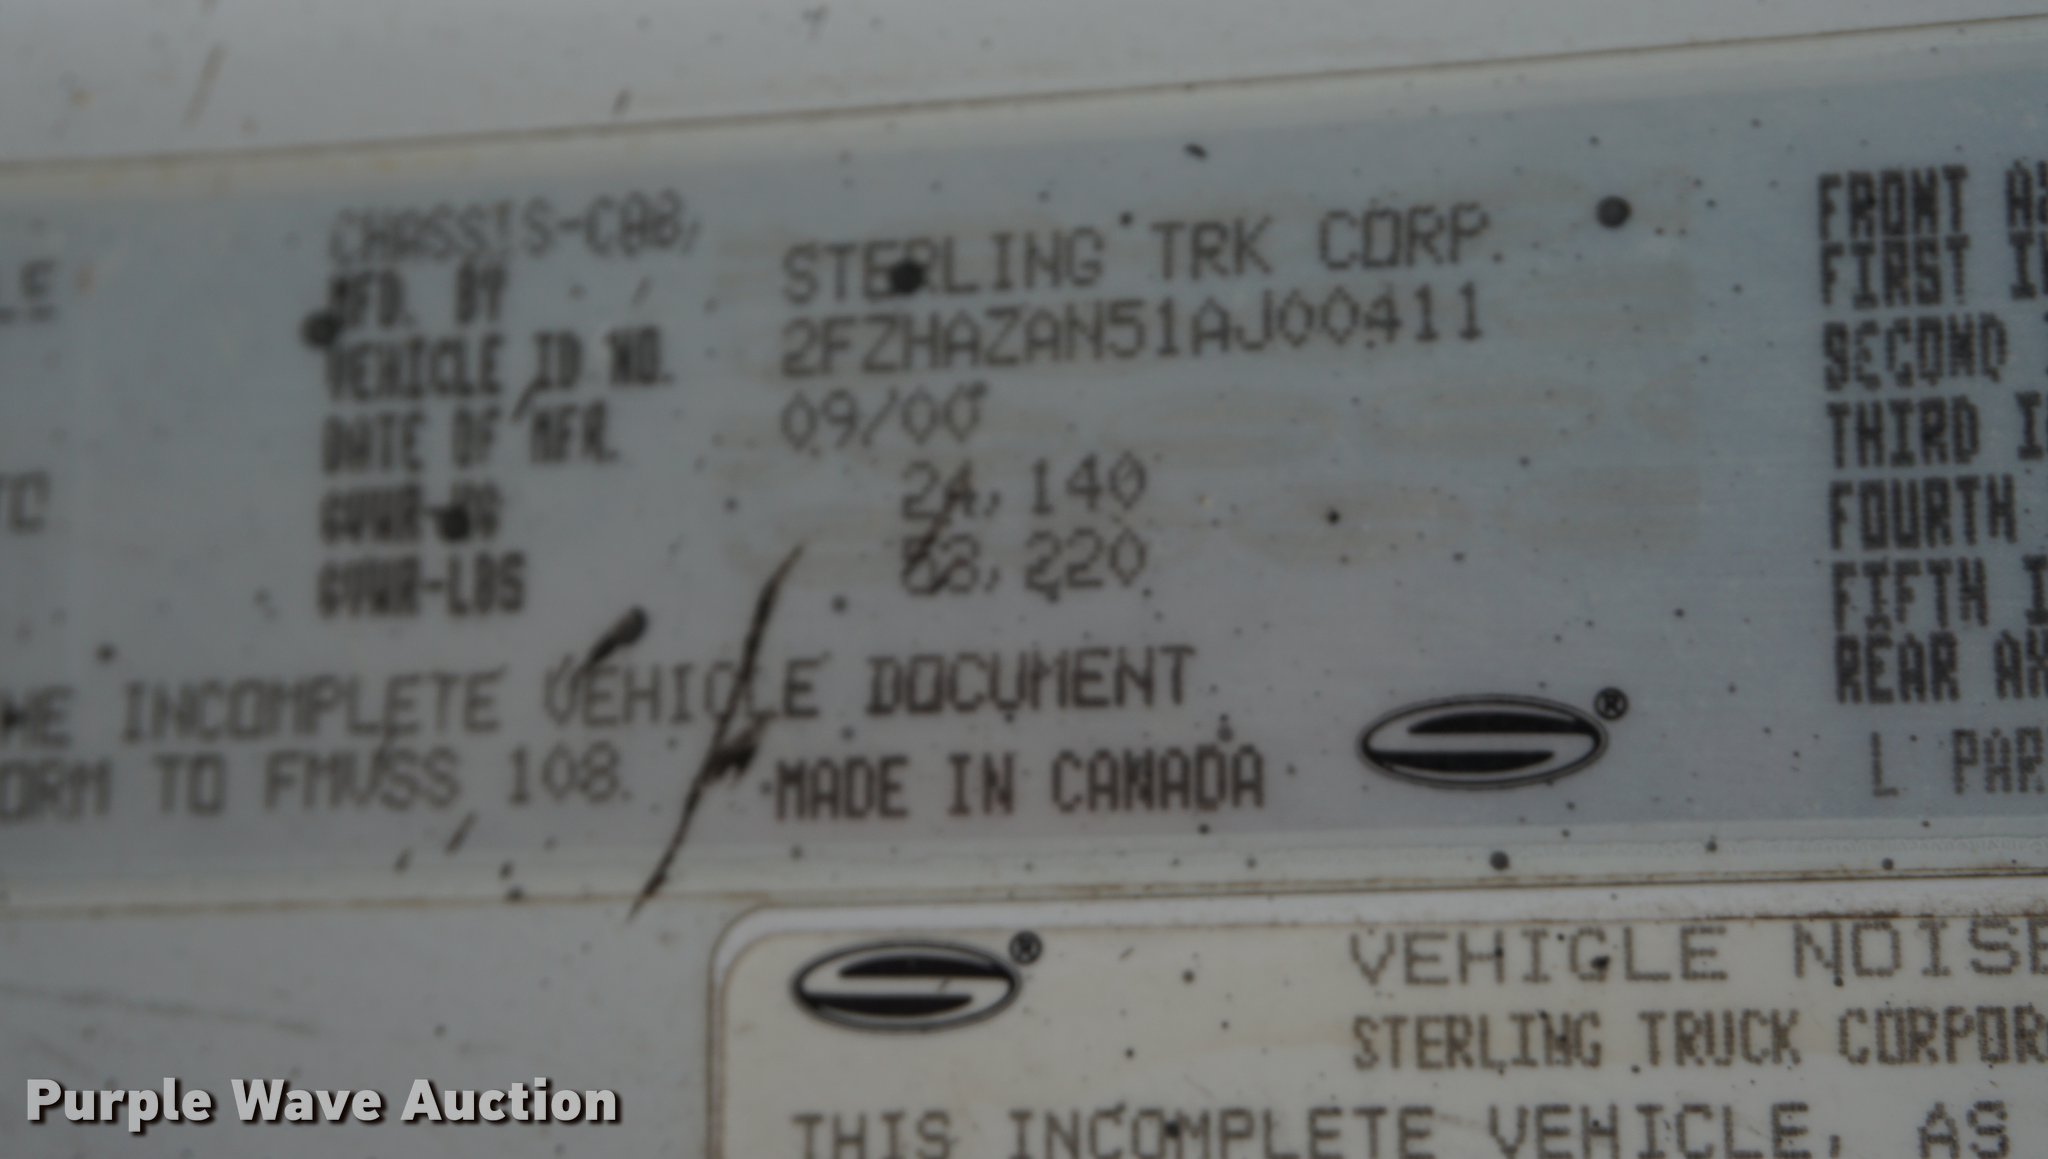 CHASSIS-CAB,
MFD. BY STERLING TRK CORP.
VEHICLE ID NO. 2FZHAZAN51AJ00411
DATE OF MFR. 09/00
GVWR-KG 24,140
GVWR-LBS 53,220
INCOMPLETE VEHICLE DOCUMENT
TO FMVSS 108. MADE IN CANADA
FRONT
FIRST
SECOND
THIRD
FOURTH
FIFTH
REAR
L
®
®
VEHICLE NOISE
STERLING TRUCK CORPOR
THIS INCOMPLETE VEHICLE, AS
Purple Wave Auction